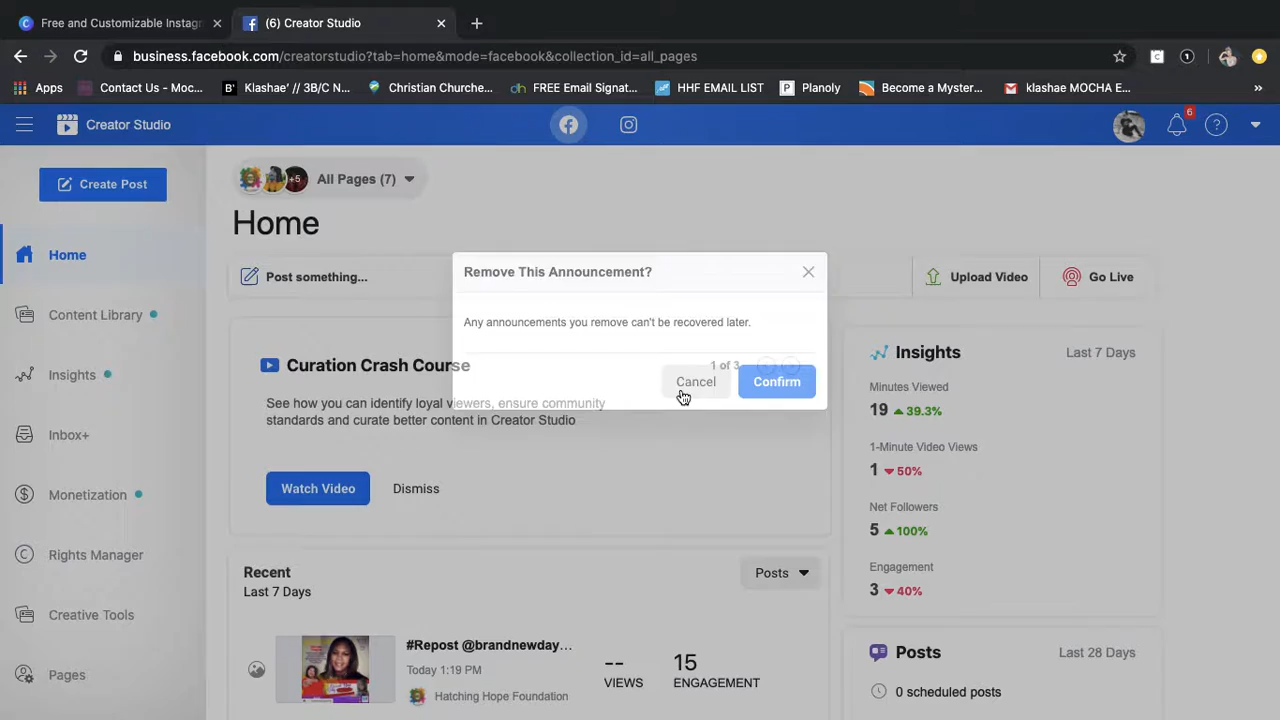 Free and Customizable Instag
(6) Creator Studio
business.facebook.com/creatorstudio?tab=home&mode=facebook&collection_id=all_pages
Apps
Contact Us - Moc...
Klashae' // 3B/C N...
Christian Churche...
FREE Email Signat...
HHF EMAIL LIST
Planoly
Become a Myster...
klashae MOCHA E...
Creator Studio
6
Create Post
+5
All Pages (7)
Home
Home
Post something...
Upload Video
Go Live
Remove This Announcement?
Any announcements you remove can't be recovered later.
1 of 3
Cancel
Confirm
Content Library
Insights
Inbox+
Monetization
Rights Manager
Creative Tools
Pages
Curation Crash Course
See how you can identify loyal viewers, ensure community
standards and curate better content in Creator Studio
Watch Video
Dismiss
Insights
Last 7 Days
Minutes Viewed
19 39.3%
1-Minute Video Views
1 50%
Net Followers
5 100%
Engagement
3 40%
Recent
Last 7 Days
Posts
#Repost @brandnewday...
Today 1:19 PM
Hatching Hope Foundation
--
VIEWS
15
ENGAGEMENT
Posts
Last 28 Days
0 scheduled posts